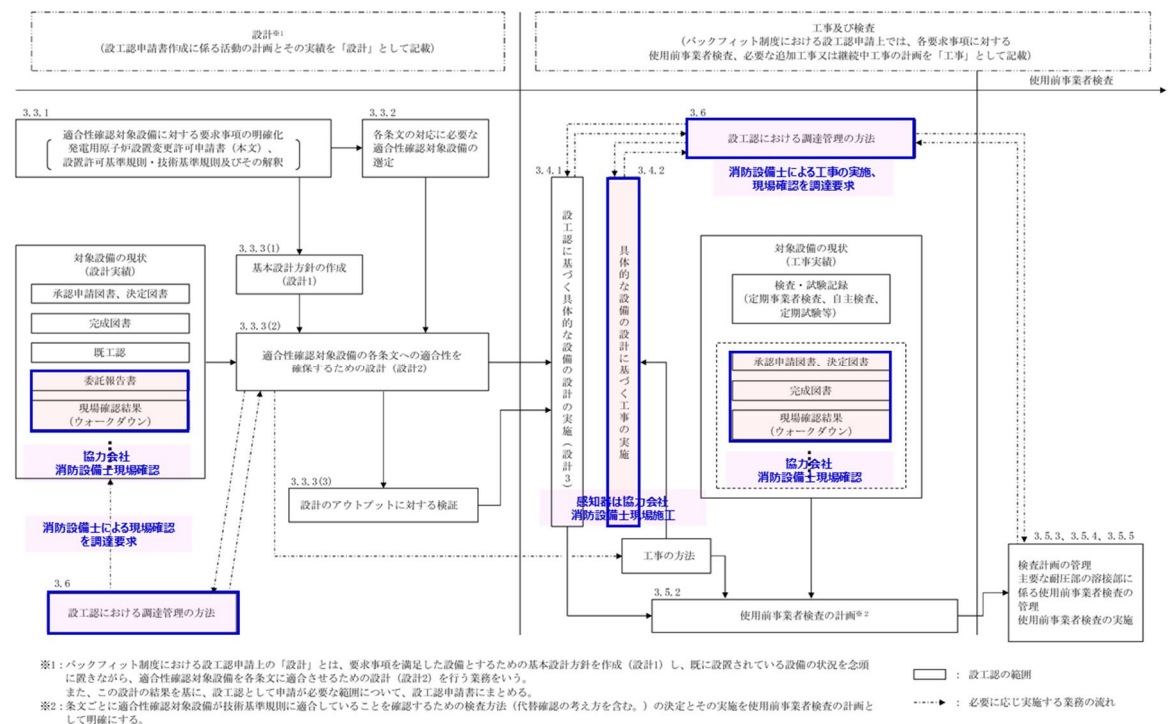 設計※1
(設工認申請書作成に係る活動の計画とその実績を「設計」として記載)
工事及び検査
(バックフィット制度における設工認申請上では、各要求事項に対する
使用前事業者検査、必要な追加工事又は継続中工事の計画を「工事」として記載)
使用前事業者検査
3.3.1
適合性確認対象設備に対する要求事項の明確化
発電用原子炉設置変更許可申請書(本文)、
設置許可基準規則・技術基準規則及びその解釈
3.3.2
各条文の対応に必要な
適合性確認対象設備の
選定
3.6
設工認における調達管理の方法
消防設備士による工事の実施、
現場確認を調達要求
3.4.1
設工認に基づく具体的な設備の設計の実施(設計3)
3.4.2
具体的な設備の設計に基づく工事の実施
感知器は協力会社
消防設備士現場施工
対象設備の現状
(設計実績)
承認申請図書、決定図書
完成図書
既工認
委託報告書
現場確認結果
(ウォークダウン)
協力会社
消防設備士現場確認
消防設備士による現場確認
を調達要求
3.6
設工認における調達管理の方法
3.3.3(1)
基本設計方針の作成
(設計1)
3.3.3(2)
適合性確認対象設備の各条文への適合性を
確保するための設計(設計2)
3.3.3(3)
設計のアウトプットに対する検証
対象設備の現状
(工事実績)
検査・試験記録
(定期事業者検査、自主検査、
定期試験等)
承認申請図書、決定図書
完成図書
現場確認結果
(ウォークダウン)
協力会社
消防設備士現場確認
工事の方法
3.5.2
使用前事業者検査の計画※2
3.5.3、3.5.4、3.5.5
検査計画の管理
主要な耐圧部の溶接部に
係る使用前事業者検査の
管理
使用前事業者検査の実施
※1:バックフィット制度における設工認申請上の「設計」とは、要求事項を満足した設備とするための基本設計方針を作成(設計1)し、既に設置されている設備の状況を念頭
に置きながら、適合性確認対象設備を各条文に適合させるための設計(設計2)を行う業務をいう。
また、この設計の結果を基に、設工認として申請が必要な範囲について、設工認申請書にまとめる。
※2:条文ごとに適合性確認対象設備が技術基準規則に適合していることを確認するための検査方法(代替確認の考え方を含む。)の決定とその実施を使用前事業者検査の計画と
して明確にする。
:設工認の範囲
:必要に応じ実施する業務の流れ